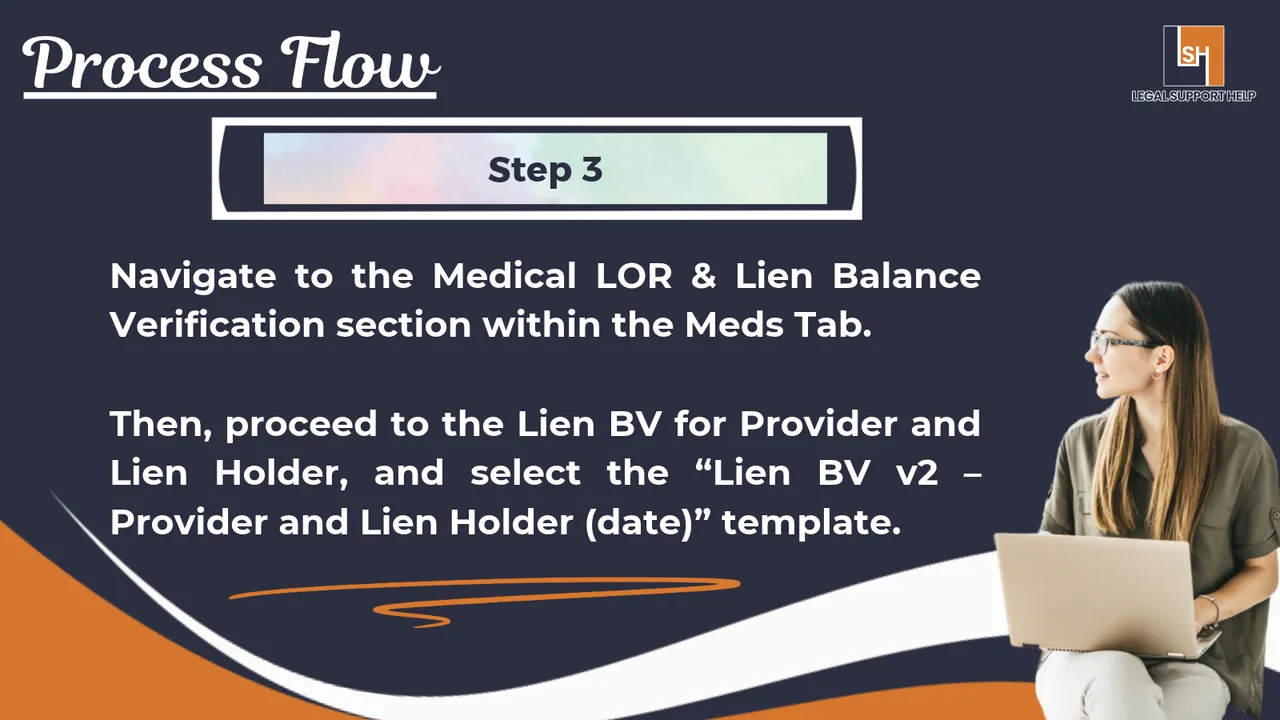 Process Flow
LSH
LEGAL SUPPORT HELP
Step 3
Navigate to the Medical LOR & Lien Balance
Verification section within the Meds Tab.
Then, proceed to the Lien BV for Provider and
Lien Holder, and select the “Lien BV v2 –
Provider and Lien Holder (date)” template.